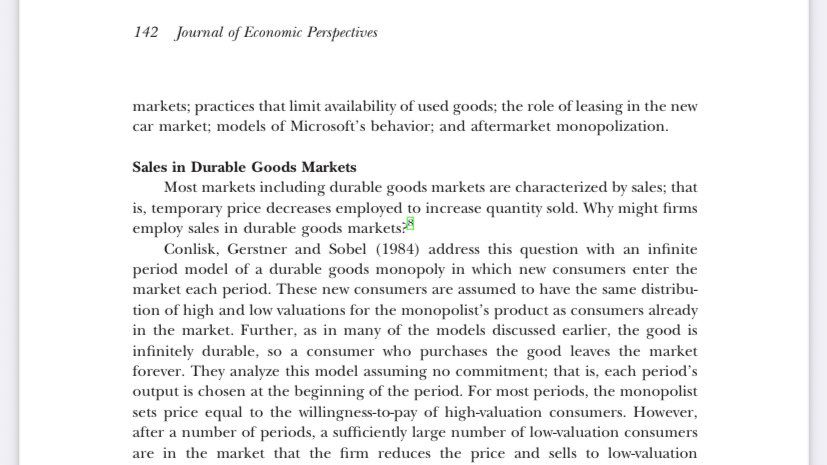 142 Journal of Economic Perspectives
markets; practices that limit availability of used goods; the role of leasing in the new
car market; models of Microsoft's behavior; and aftermarket monopolization.
Sales in Durable Goods Markets
Most markets including durable goods markets are characterized by sales; that
is, temporary price decreases employed to increase quantity sold. Why might firms
employ sales in durable goods markets?8
Conlisk, Gerstner and Sobel (1984) address this question with an infinite
period model of a durable goods monopoly in which new consumers enter the
market each period. These new consumers are assumed to have the same distribu-
tion of high and low valuations for the monopolist's product as consumers already
in the market. Further, as in many of the models discussed earlier, the good is
infinitely durable, so a consumer who purchases the good leaves the market
forever. They analyze this model assuming no commitment; that is, each period's
output is chosen at the beginning of the period. For most periods, the monopolist
sets price equal to the willingness-to-pay of high-valuation consumers. However,
after a number of periods, a sufficiently large number of low-valuation consumers
are in the market that the firm reduces the price and sells to low-valuation